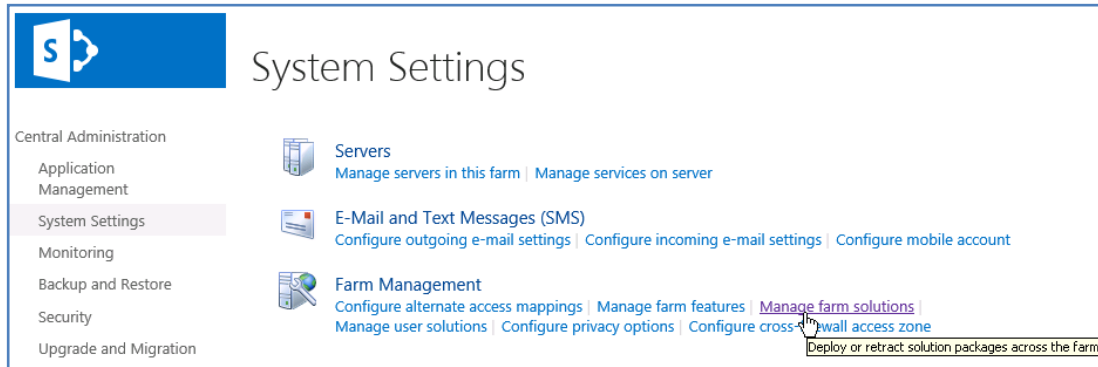 S
System Settings
Central Administration
Application
Management
System Settings
Monitoring
Backup and Restore
Security
Upgrade and Migration
Servers
Manage servers in this farm | Manage services on server
E-Mail and Text Messages (SMS)
Configure outgoing e-mail settings | Configure incoming e-mail settings | Configure mobile account
Farm Management
Configure alternate access mappings | Manage farm features | Manage farm solutions |
Manage user solutions | Configure privacy options | Configure cross-firewall access zone
Deploy or retract solution packages across the farm